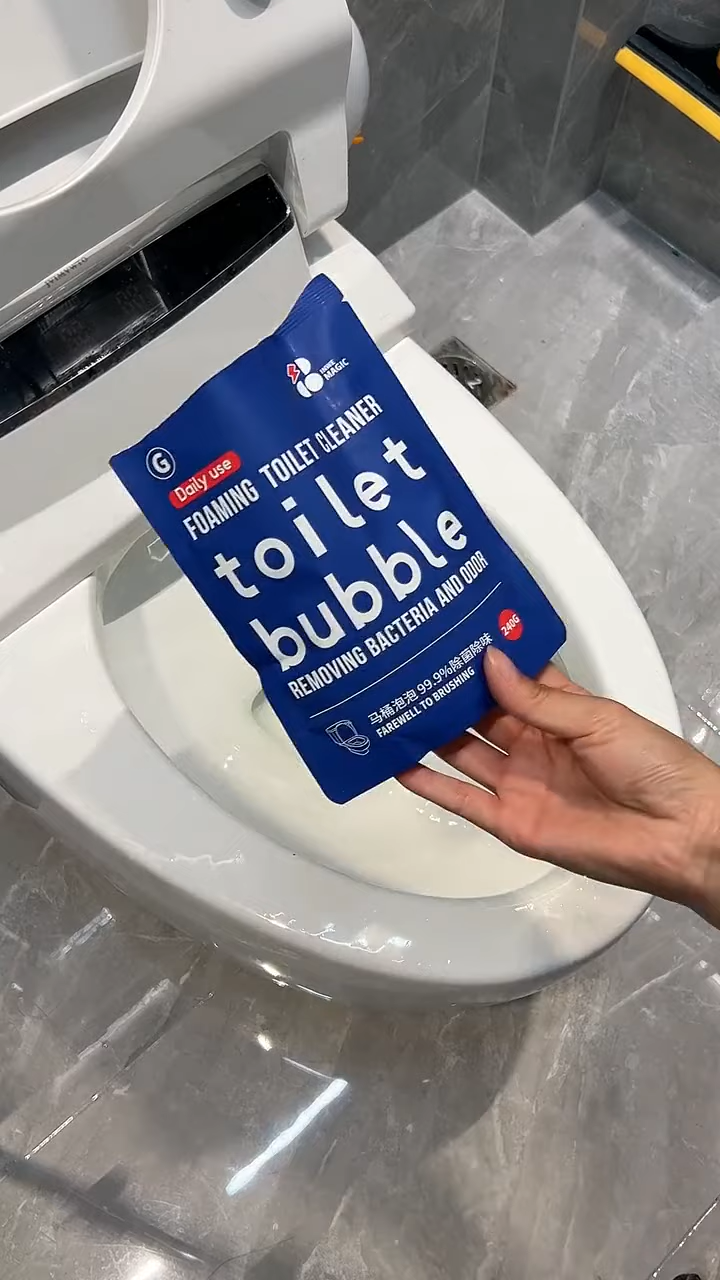 MAGIC
G
Daily use
FOAMING TOILET CLEANER
toilet
bubble
REMOVING BACTERIA AND ODOR
240G
马桶泡泡 99.9%除菌除味
FAREWELL TO BRUSHING